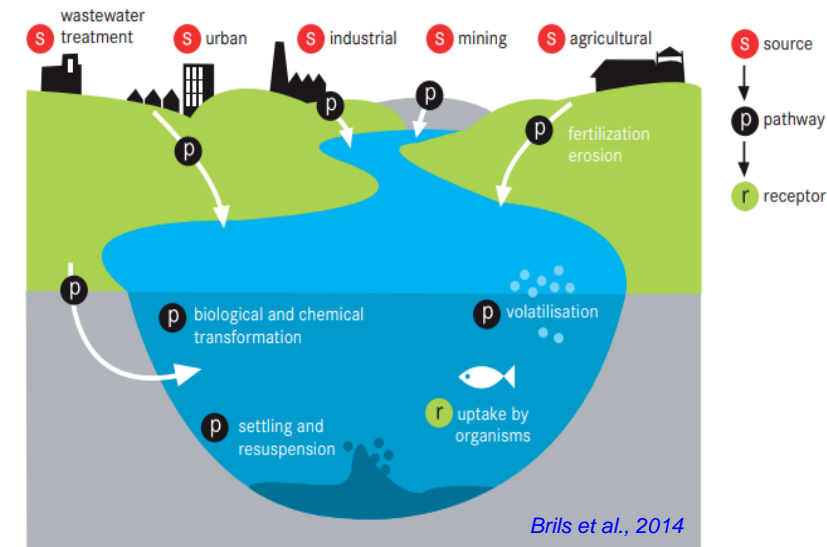 wastewater
S treatment
S urban
S industrial
S mining
S agricultural
S source
p pathway
r receptor
p
p
p
p fertilization
erosion
p
p biological and chemical
transformation
p volatilisation
p settling and
resuspension
r uptake by
organisms
Brils et al., 2014